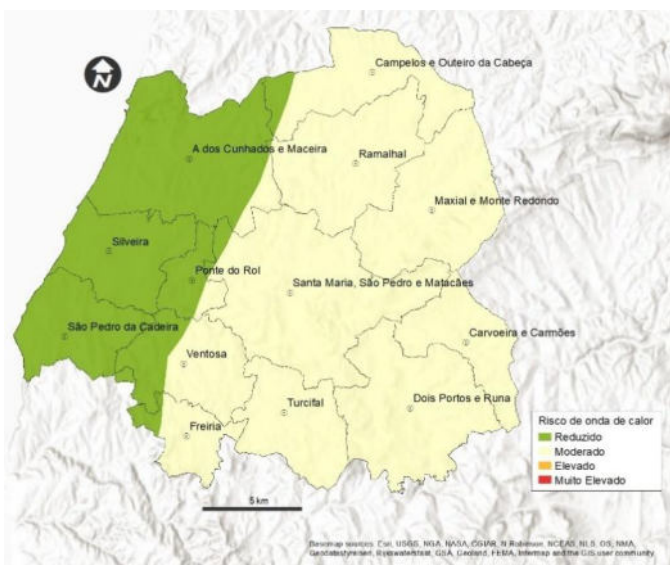 N
Campelos e Outeiro da Cabeça
A dos Cunhados e Maceira
Ramalhal
Maxial e Monte Redondo
Silveira
Ponte do Rol
Santa Maria, São Pedro e Matacães
São Pedro da Cadeira
Carvoeira e Carmões
Ventosa
Turcifal
Dois Portos e Runa
Freiria
Risco de onda de calor
Reduzido
Moderado
Elevado
Muito Elevado
5 km
Basemap sources: Esri, USGS, NGA, NASA, CGIAR, N Robinson, NCEAS, NLS, OS, NMA,
Geodatastyrelsen, Rijkswaterstaat, GSA, Geoland, FEMA, Intermap and the GIS user community